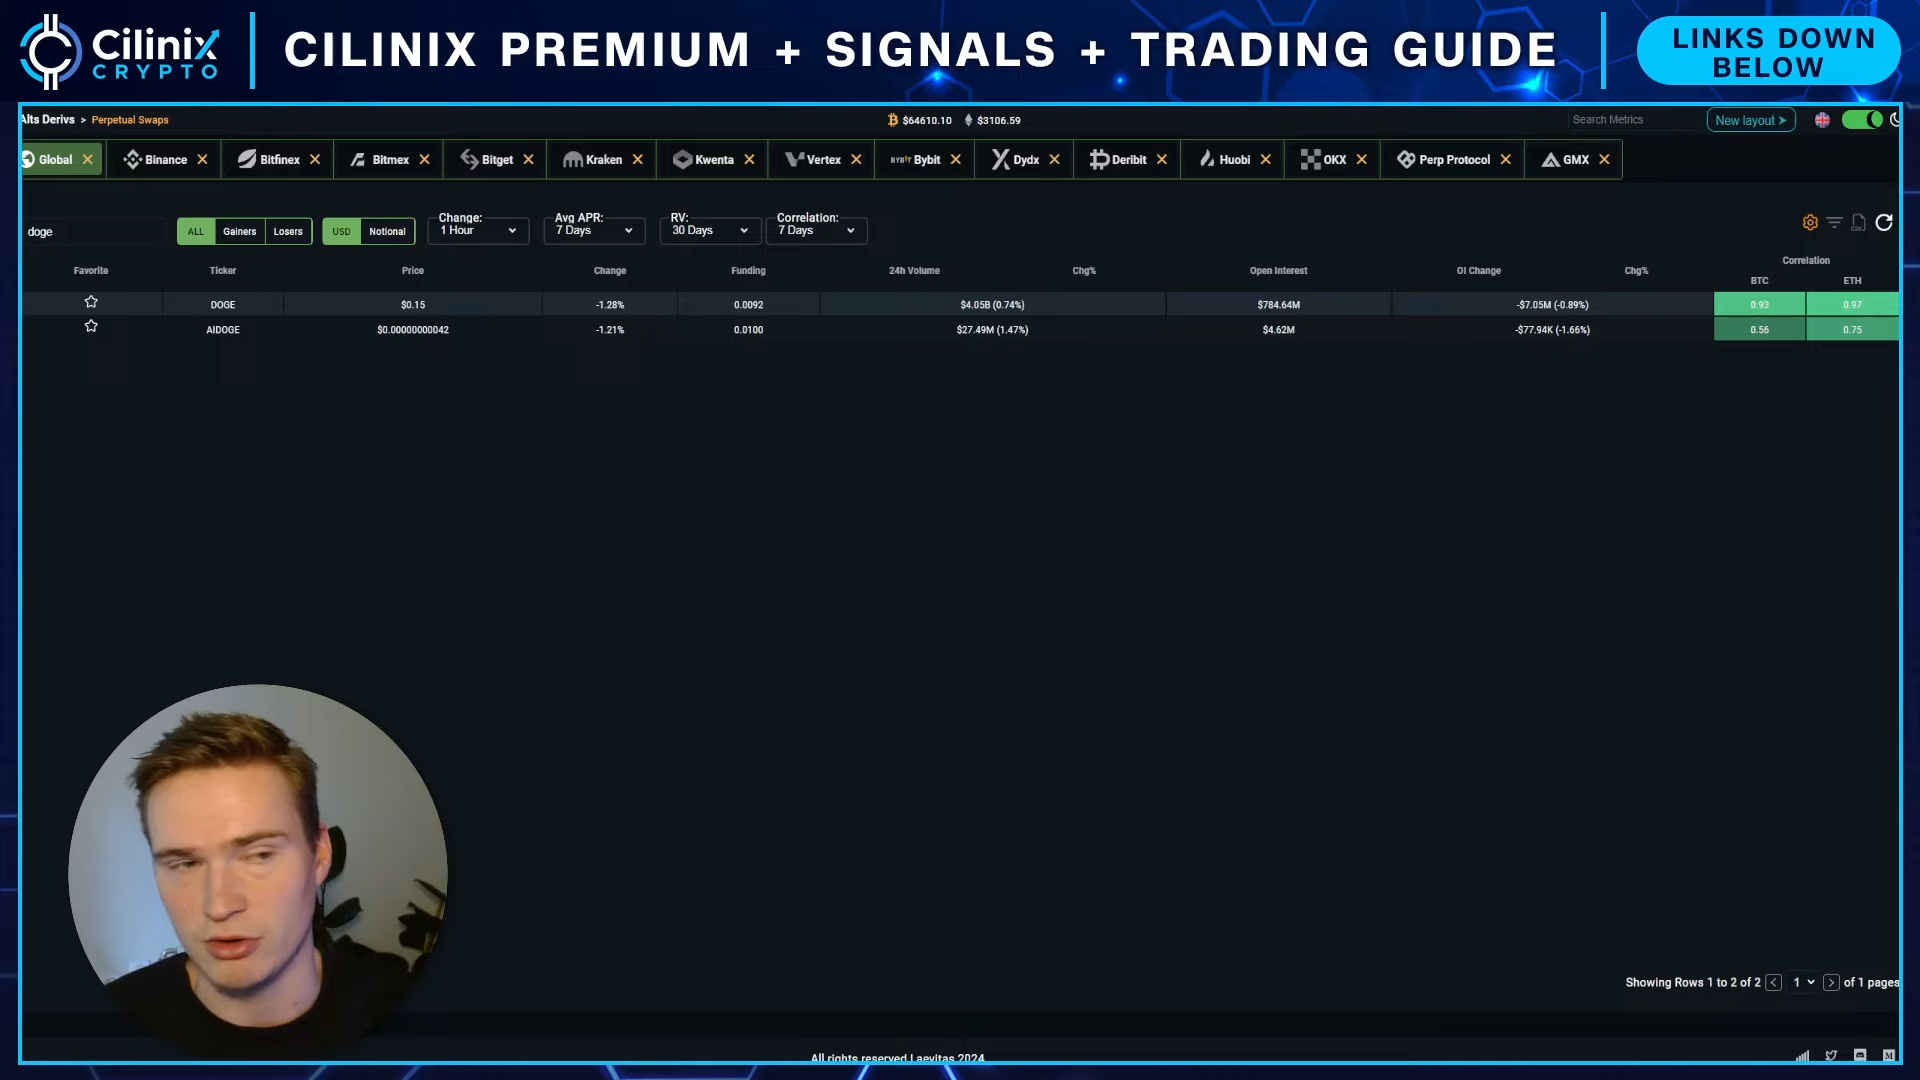 Cilinix
CRYPTO
CILINIX PREMIUM + SIGNALS + TRADING GUIDE
LINKS DOWN
BELOW
Alts Derivs > Perpetual Swaps
$64610.10 $3106.59
Search Metrics New layout ➤
Global Binance Bitfinex Bitmex Bitget Kraken Kwenta Vertex BYBIT Bybit Dydx Deribit Huobi OKX Perp Protocol GMX
Change: Avg APR: RV: Correlation:
doge ALL Gainers Losers USD Notional 1 Hour 7 Days 30 Days 7 Days
CSV
Correlation
Favorite Ticker Price Change Funding 24h Volume Chg% Open Interest OI Change Chg%
BTC ETH
DOGE $0.15 -1.28% 0.0092 $4.05B (0.74%) $784.64M -$7.05M (-0.89%) 0.93 0.97
AIDOGE $0.00000000042 -1.21% 0.0100 $27.49M (1.47%) $4.62M -$77.94K (-1.66%) 0.56 0.75
Showing Rows 1 to 2 of 2 < 1 > of 1 pages
All rights reserved Laevitas 2024